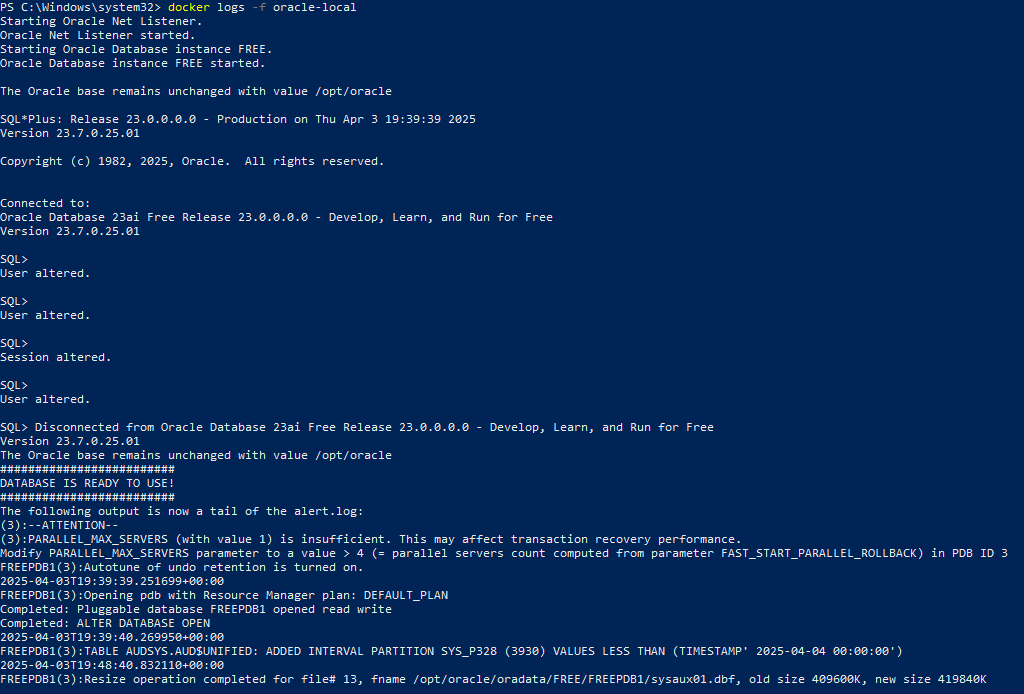 PS C:\Windows\system32> docker logs -f oracle-local
Starting Oracle Net Listener.
Oracle Net Listener started.
Starting Oracle Database instance FREE.
Oracle Database instance FREE started.
The Oracle base remains unchanged with value /opt/oracle
SQL*Plus: Release 23.0.0.0.0 - Production on Thu Apr 3 19:39:39 2025
Version 23.7.0.25.01
Copyright (c) 1982, 2025, Oracle.  All rights reserved.
Connected to:
Oracle Database 23ai Free Release 23.0.0.0.0 - Develop, Learn, and Run for Free
Version 23.7.0.25.01
SQL>
User altered.
SQL>
User altered.
SQL>
Session altered.
SQL>
User altered.
SQL> Disconnected from Oracle Database 23ai Free Release 23.0.0.0.0 - Develop, Learn, and Run for Free
Version 23.7.0.25.01
The Oracle base remains unchanged with value /opt/oracle
#########################
DATABASE IS READY TO USE!
#########################
The following output is now a tail of the alert.log:
(3):--ATTENTION--
(3):PARALLEL_MAX_SERVERS (with value 1) is insufficient. This may affect transaction recovery performance.
Modify PARALLEL_MAX_SERVERS parameter to a value > 4 (= parallel servers count computed from parameter FAST_START_PARALLEL_ROLLBACK) in PDB ID 3
FREEPDB1(3):Autotune of undo retention is turned on.
2025-04-03T19:39:39.251699+00:00
FREEPDB1(3):Opening pdb with Resource Manager plan: DEFAULT_PLAN
Completed: Pluggable database FREEPDB1 opened read write
Completed: ALTER DATABASE OPEN
2025-04-03T19:39:40.269950+00:00
FREEPDB1(3):TABLE AUDSYS.AUD$UNIFIED: ADDED INTERVAL PARTITION SYS_P328 (3930) VALUES LESS THAN (TIMESTAMP' 2025-04-04 00:00:00')
2025-04-03T19:48:40.832110+00:00
FREEPDB1(3):Resize operation completed for file# 13, fname /opt/oracle/oradata/FREE/FREEPDB1/sysaux01.dbf, old size 409600K, new size 419840K